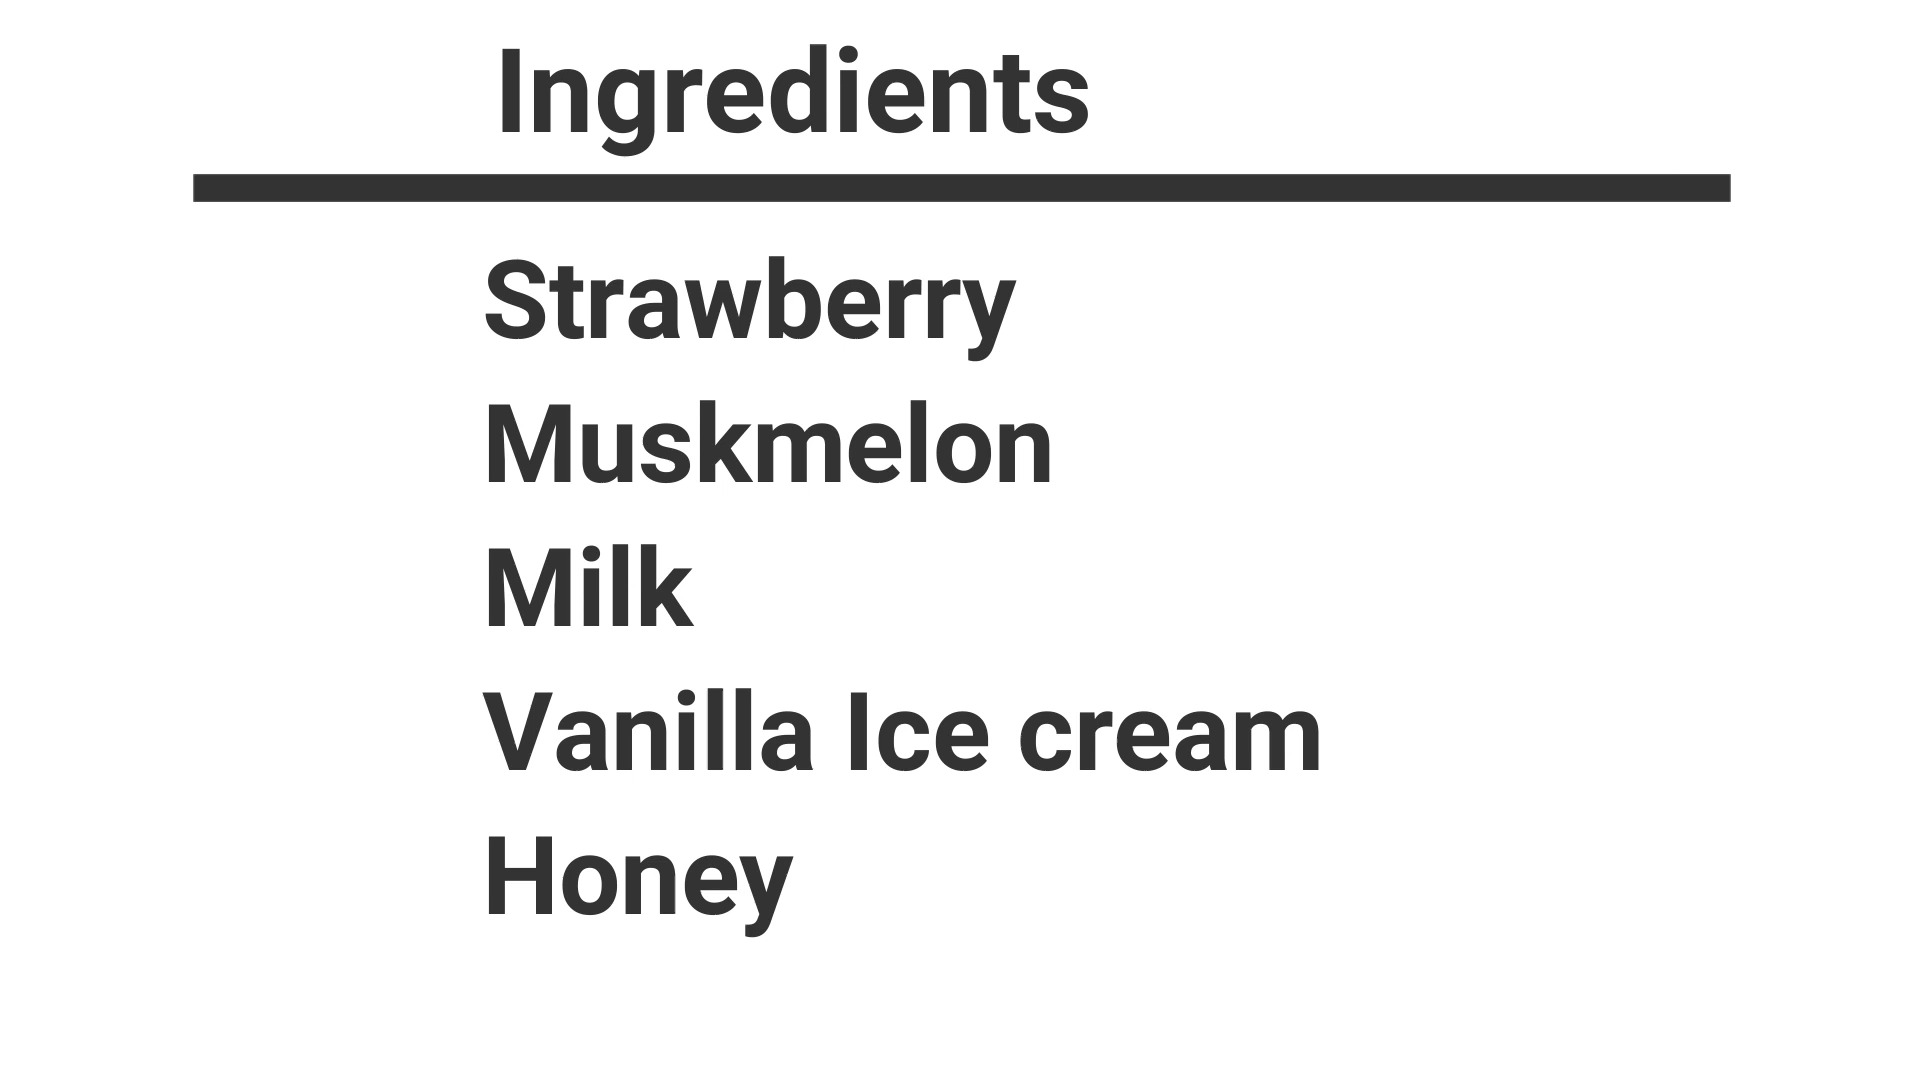 Ingredients
Strawberry
Muskmelon
Milk
Vanilla Ice cream
Honey